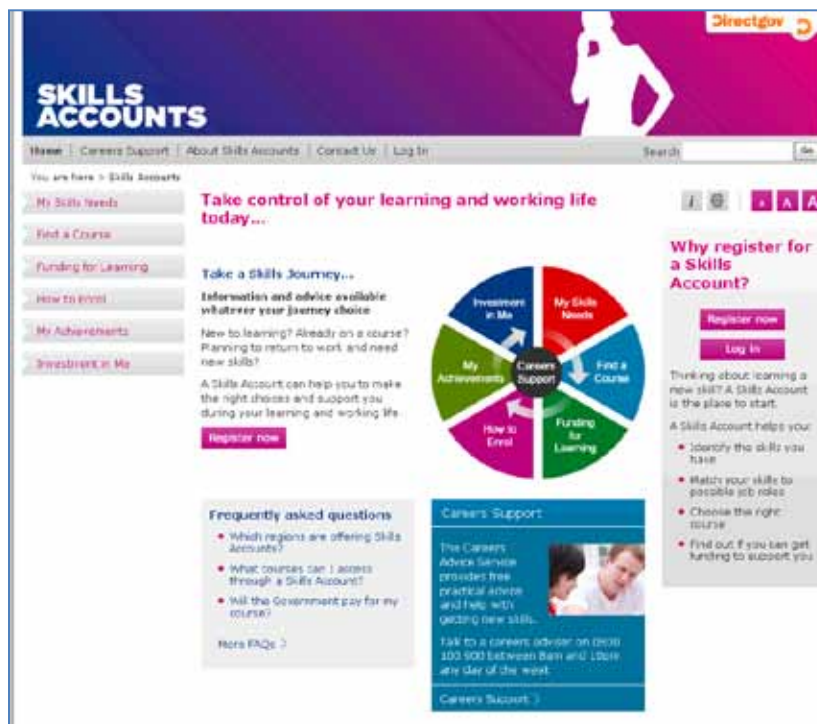 Directgov
SKILLS
ACCOUNTS
Home | Careers Support | About Skills Accounts | Contact Us | Log In
Search
Go
You are here > Skills Accounts
My Skills Needs
Find a Course
Funding for Learning
How to Enrol
My Achievements
Investment in Me
Take control of your learning and working life
today...
Take a Skills Journey...
Information and advice available
whatever your journey choice
New to learning? Already on a course?
Planning to return to work and need
new skills?
A Skills Account can help you to make
the right choices and support you
during your learning and working life
Register now
Investment
in Me
My Skills
Needs
My
Achievements
Careers
Support
Find a
Course
How to
Enrol
Funding
for
Learning
i
A A A
Why register for
a Skills
Account?
Register now
Log in
Thinking about learning a
new skill? A Skills Account
is the place to start.
A Skills Account helps you:
Identify the skills you
have
Match your skills to
possible job roles
Choose the right
course
Find out if you can get
funding to support you
Frequently asked questions
Which regions are offering Skills
Accounts?
What courses can I access
through a Skills Account?
Will the Government pay for my
course?
More FAQs
Careers Support
The Careers
Advice Service
provides free
practical advice
and help with
getting new skills.
Talk to a careers adviser on 0800
100 900 between 8am and 10pm
any day of the week
Careers Support